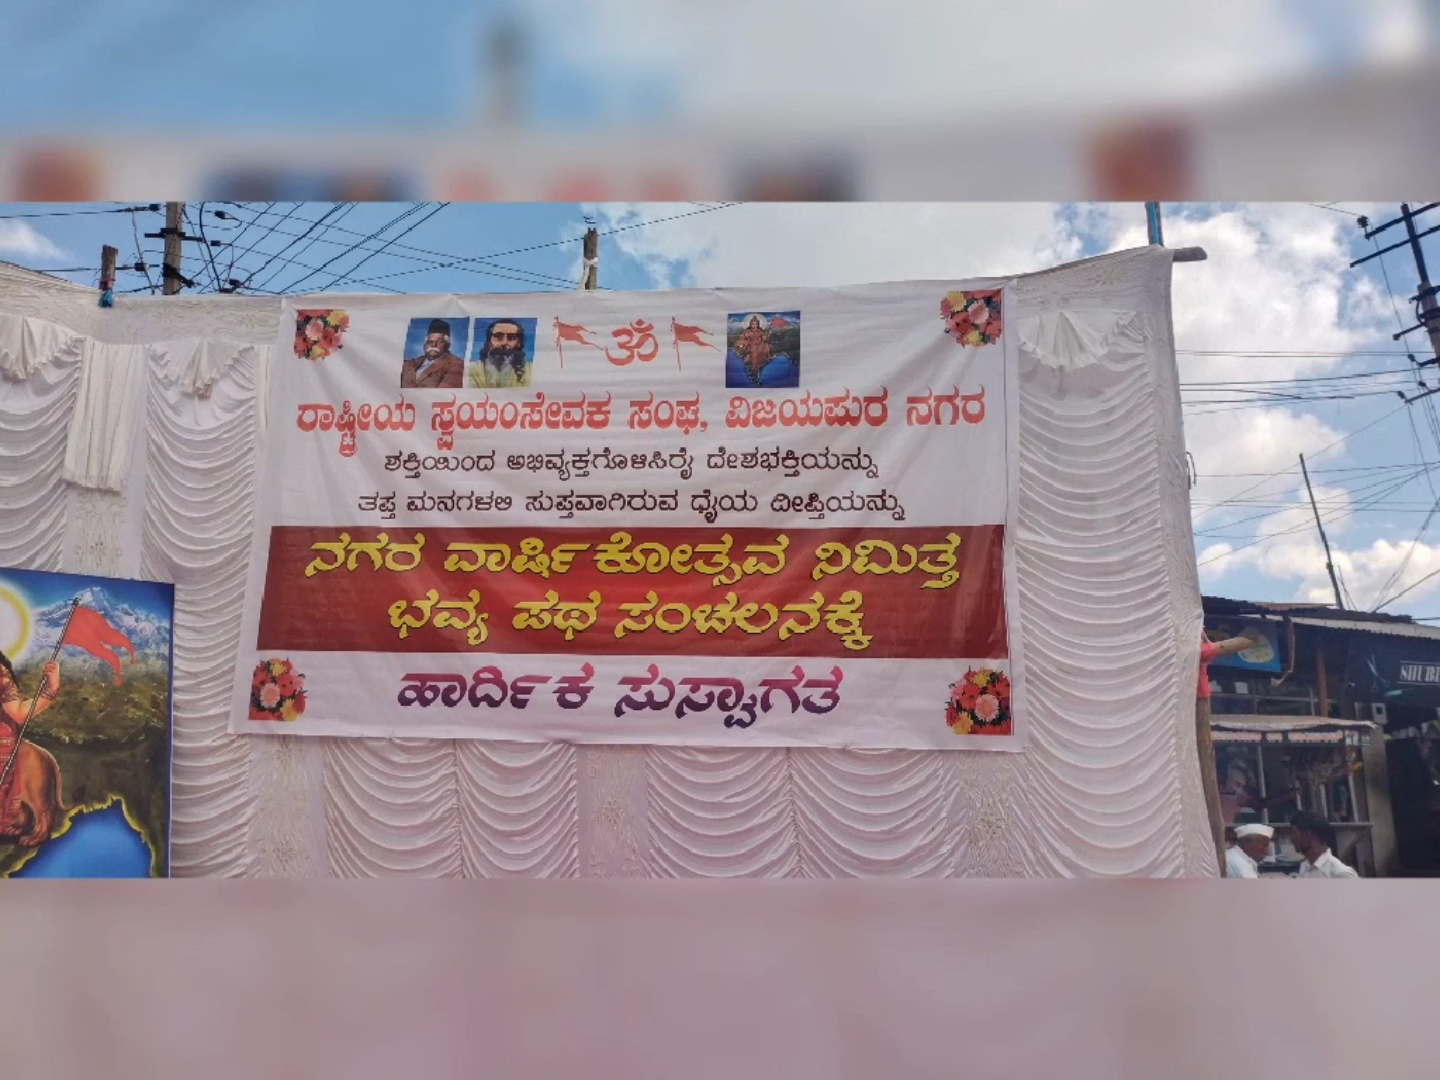 ॐ
ರಾಷ್ಟ್ರೀಯ ಸ್ವಯಂಸೇವಕ ಸಂಘ, ವಿಜಯಪುರ ನಗರ
ಶಕ್ತಿಯಿಂದ ಅಭಿವ್ಯಕ್ತಗೊಳಿಸಿರೈ ದೇಶಭಕ್ತಿಯನ್ನು
ತಪ್ತ ಮನಗಳಲಿ ಸುಪ್ತವಾಗಿರುವ ಧೈಯ ದೀಪ್ತಿಯನ್ನು
ನಗರ ವಾರ್ಷಿಕೋತ್ಸವ ನಿಮಿತ್ತ
ಭವ್ಯ ಪಥ ಸಂಚಲನಕ್ಕೆ
ಹಾರ್ದಿಕ ಸುಸ್ವಾಗತ